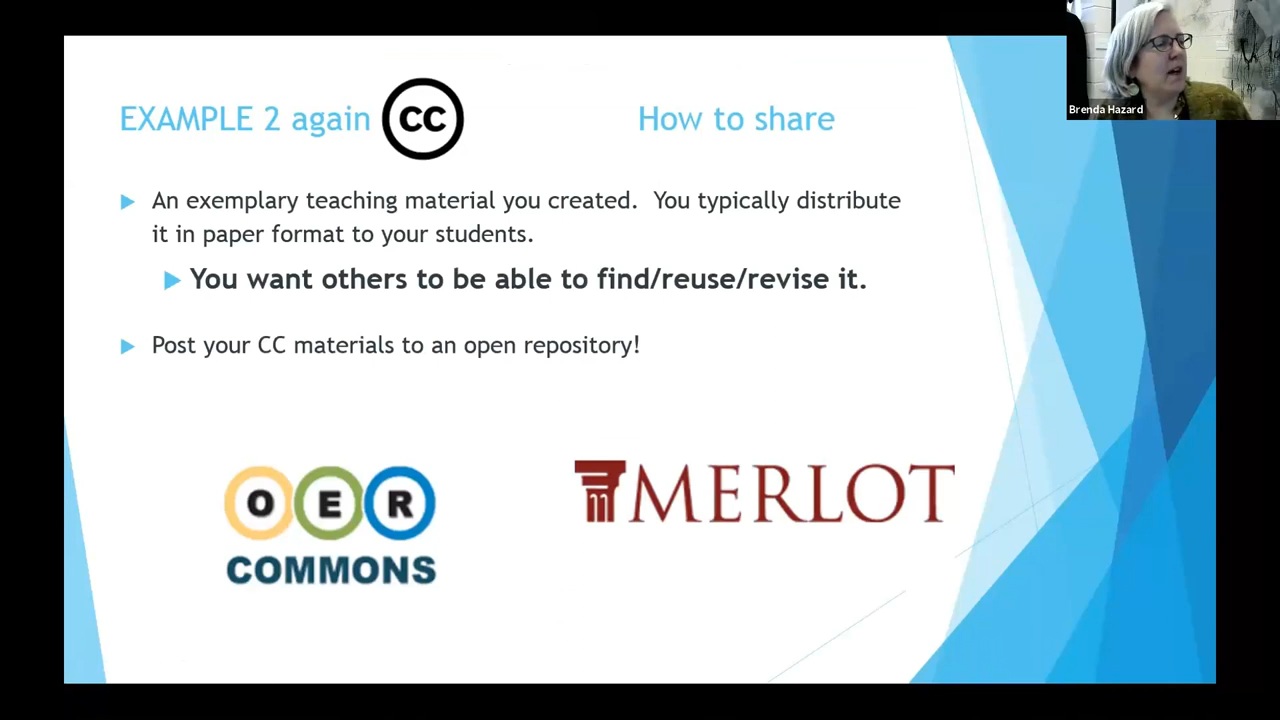 EXAMPLE 2 again CC How to share
Brenda Hazard
An exemplary teaching material you created. You typically distribute
it in paper format to your students.
You want others to be able to find/reuse/revise it.
Post your CC materials to an open repository!
O E R
COMMONS
MERLOT